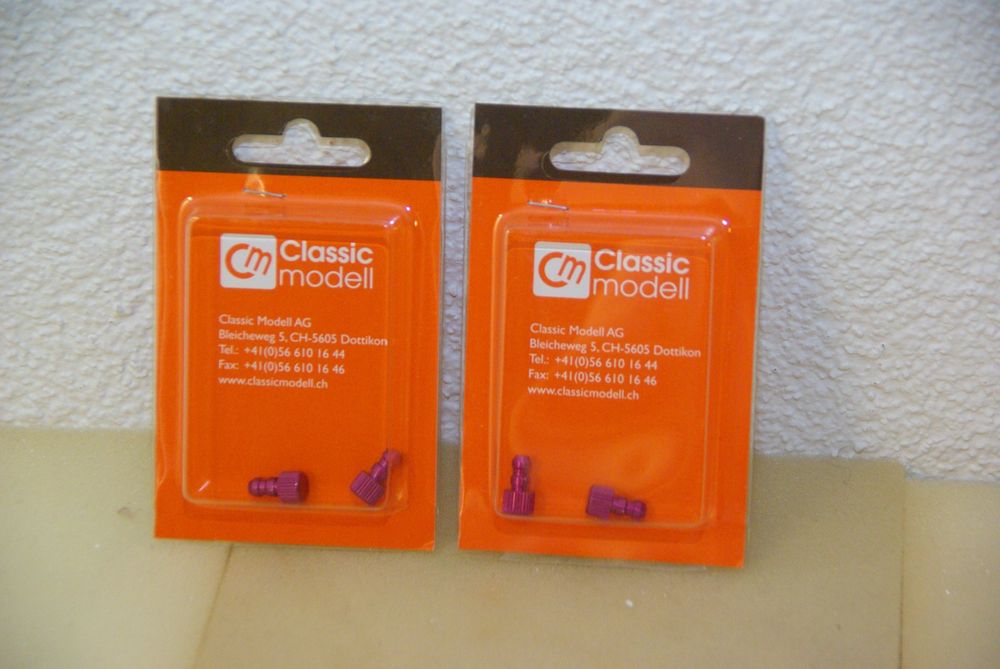 Cm Classic
modell
Classic Modell AG
Bleicheweg 5, CH-5605 Dottikon
Tel.: +41(0)56 610 16 44
Fax: +41(0)56 610 16 46
www.classicmodell.ch
Cm Classic
modell
Classic Modell AG
Bleicheweg 5, CH-5605 Dottikon
Tel.: +41(0)56 610 16 44
Fax: +41(0)56 610 16 46
www.classicmodell.ch